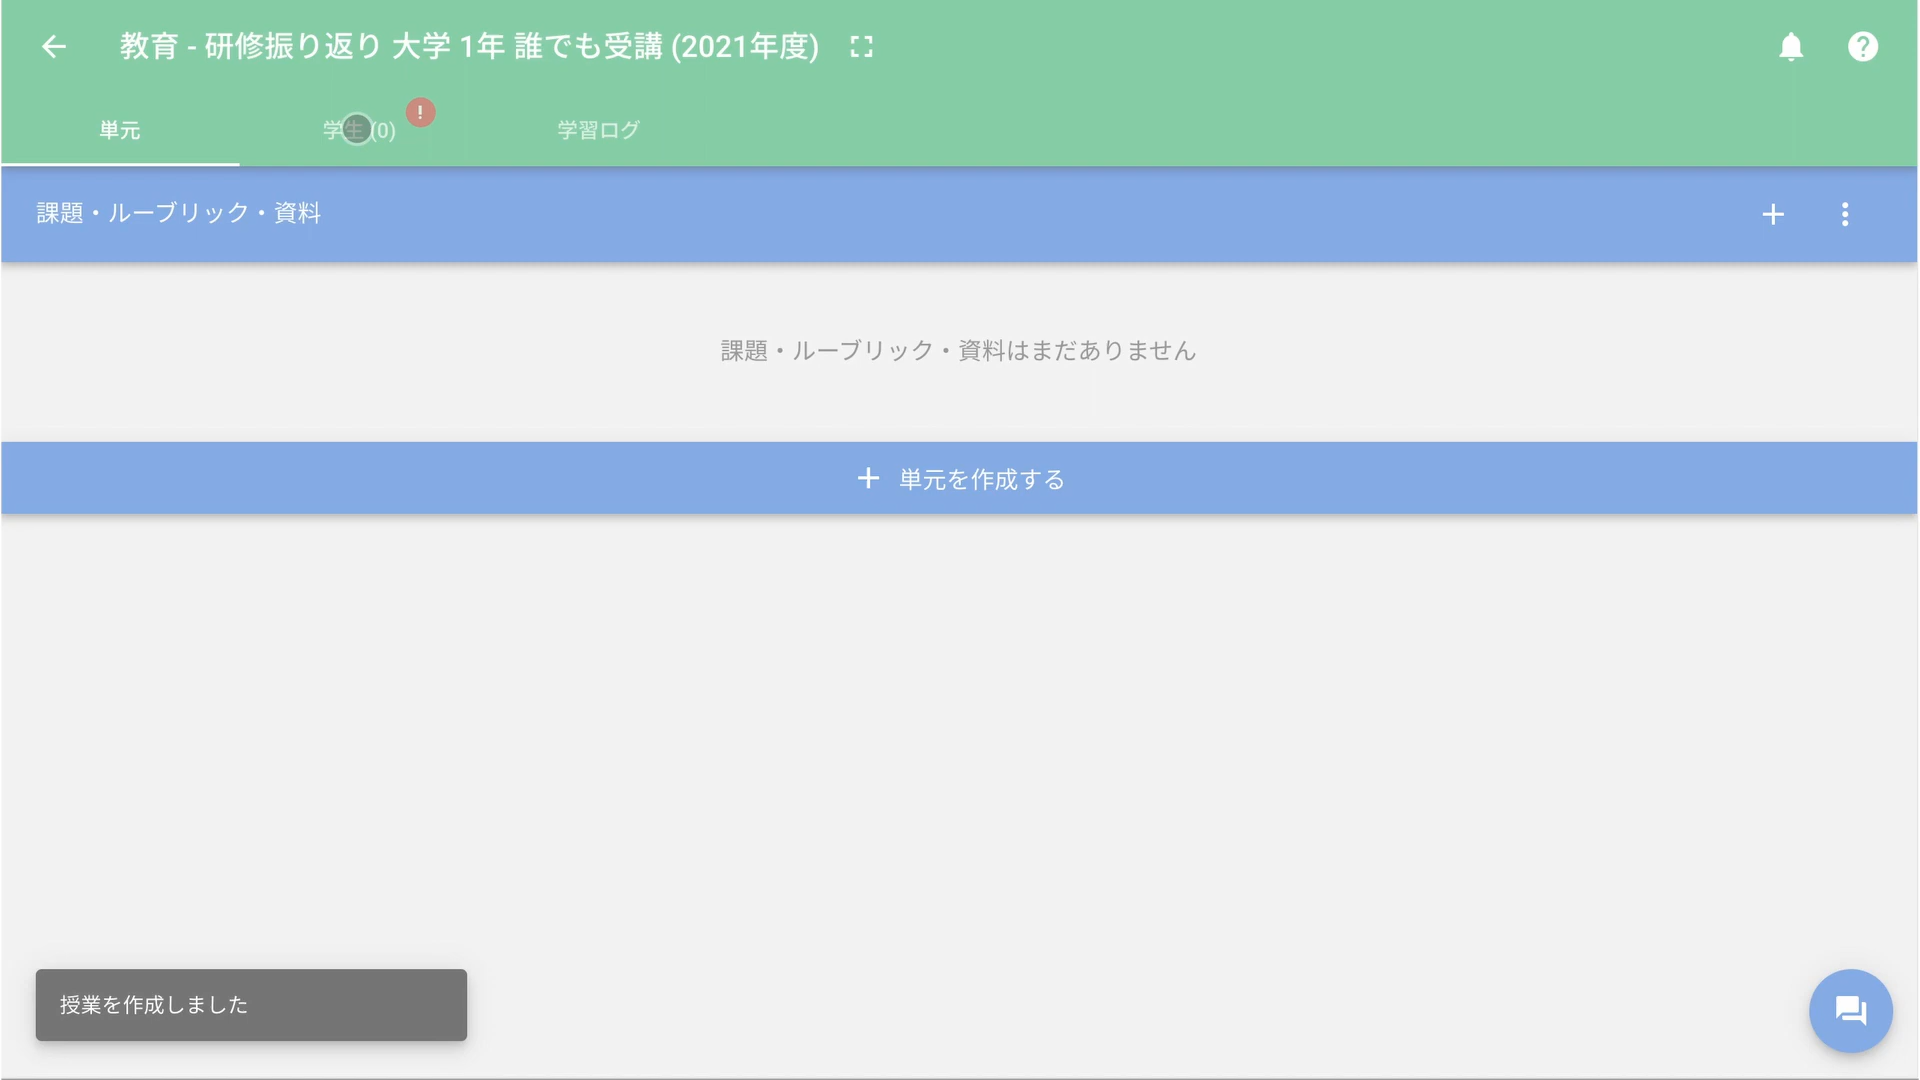 教育 - 研修振り返り 大学 1年 誰でも受講 (2021年度)
単元
学生 (0)
!
学習ログ
課題・ルーブリック・資料
課題・ルーブリック・資料はまだありません
+ 単元を作成する
授業を作成しました